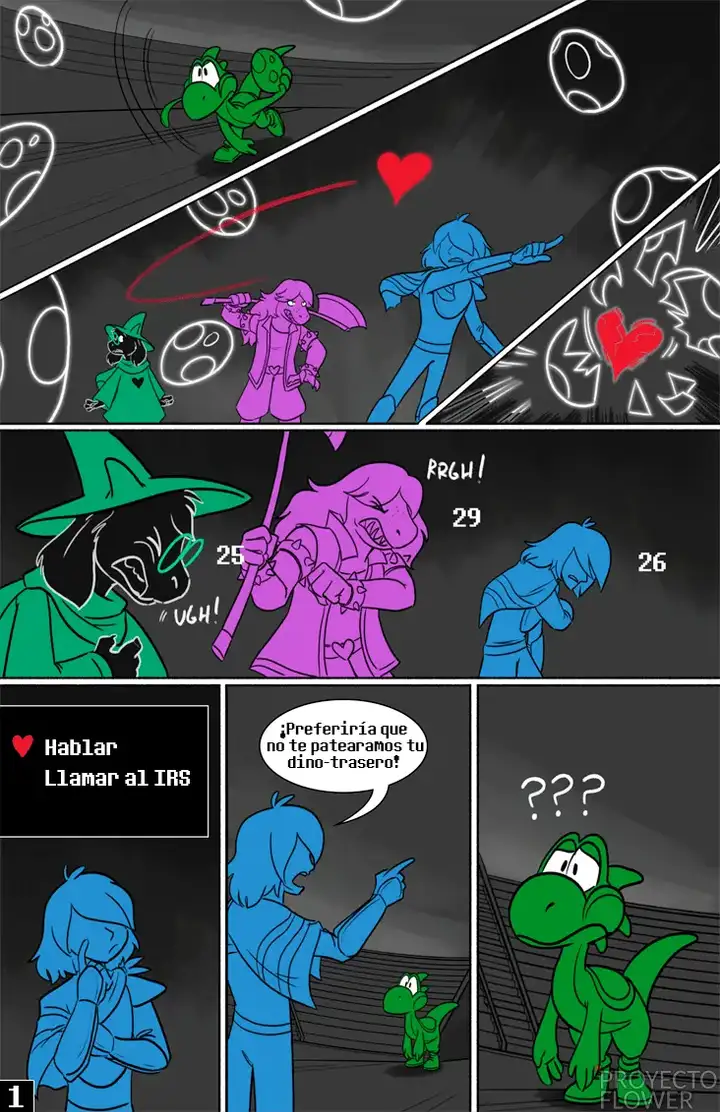 25
"UGH!
RRGH!
29
26
Hablar
Llamar al IRS
¡Preferiría que
no te patearamos tu
dino-trasero!
???
1
PROYECTO
FLOWER